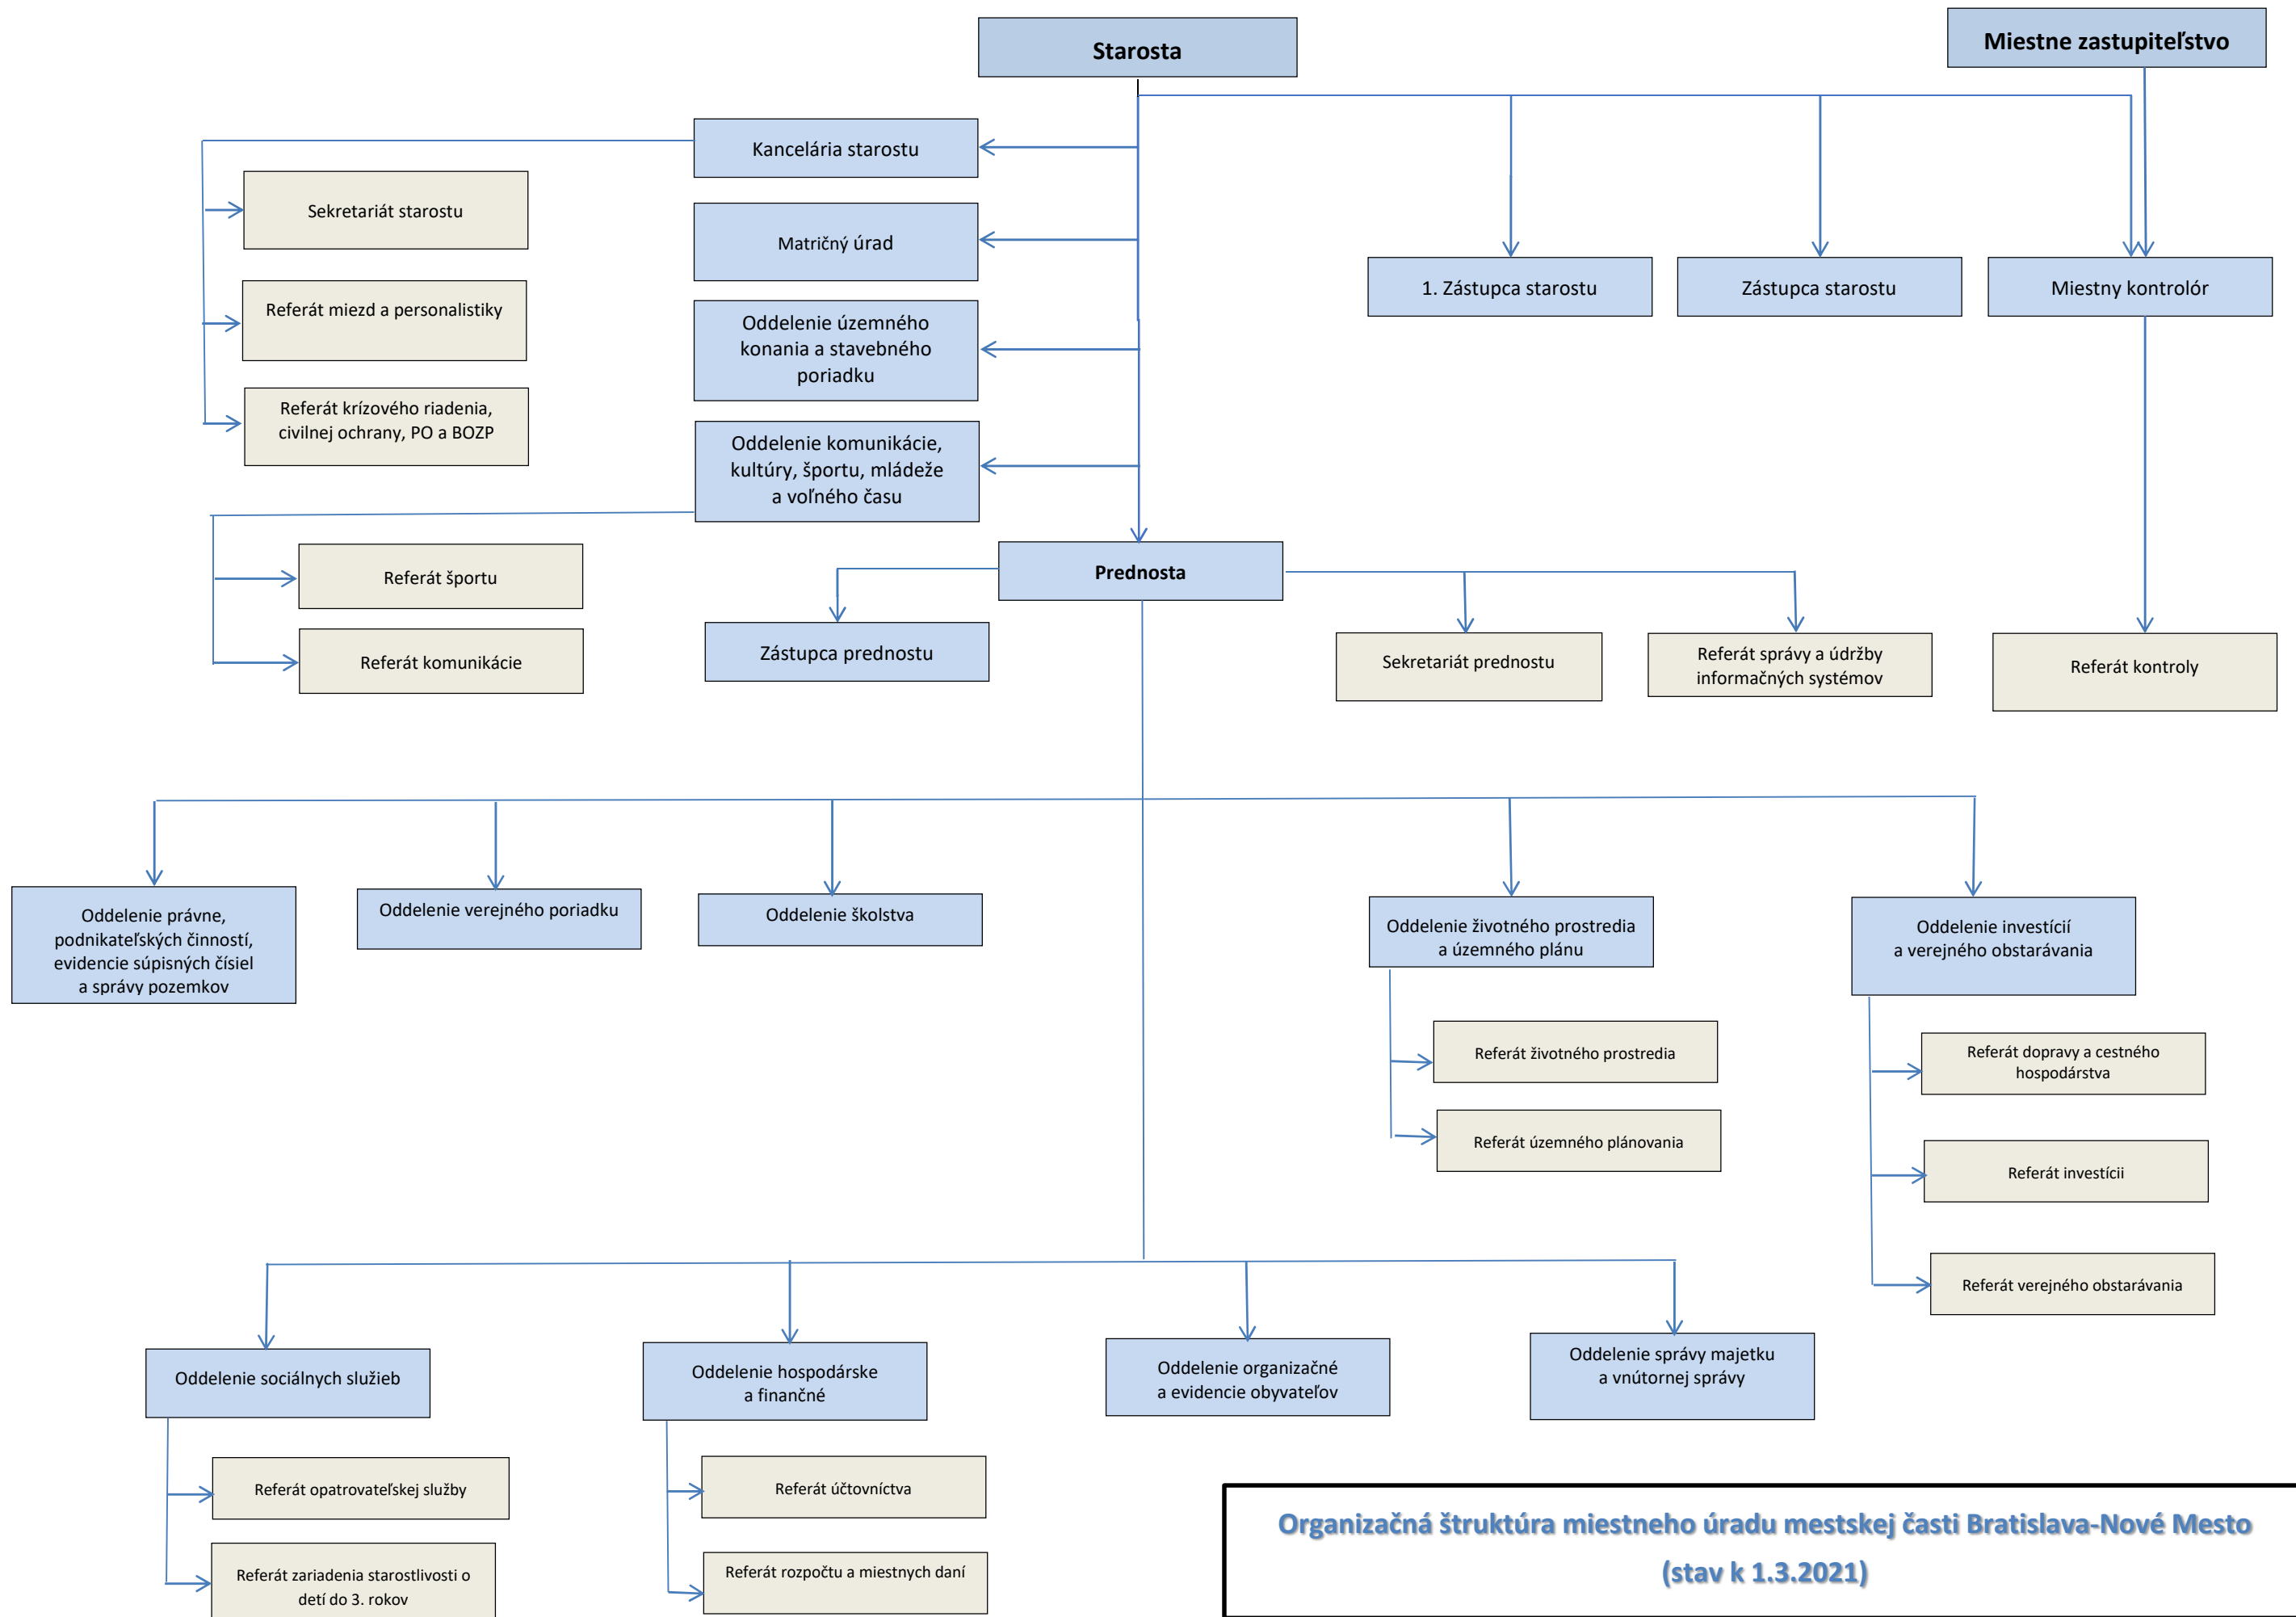 Starosta
Miestne zastupiteľstvo
Kancelária starostu
Sekretariát starostu
Matričný úrad
1. Zástupca starostu
Zástupca starostu
Miestny kontrolór
Referát miezd a personalistiky
Oddelenie územného
konania a stavebného
poriadku
Referát krízového riadenia,
civilnej ochrany, PO a BOZP
Oddelenie komunikácie,
kultúry, športu, mládeže
a voľného času
Referát športu
Referát komunikácie
Prednosta
Zástupca prednostu
Sekretariát prednostu
Referát správy a údržby
informačných systémov
Referát kontroly
Oddelenie právne,
podnikateľských činností,
evidencie súpisných čísiel
a správy pozemkov
Oddelenie verejného poriadku
Oddelenie školstva
Oddelenie životného prostredia
a územného plánu
Oddelenie investícií
a verejného obstarávania
Referát životného prostredia
Referát územného plánovania
Referát dopravy a cestného
hospodárstva
Referát investícii
Referát verejného obstarávania
Oddelenie sociálnych služieb
Oddelenie hospodárske
a finančné
Oddelenie organizačné
a evidencie obyvateľov
Oddelenie správy majetku
a vnútornej správy
Referát opatrovateľskej služby
Referát zariadenia starostlivosti o
detí do 3. rokov
Referát účtovníctva
Referát rozpočtu a miestnych daní
Organizačná štruktúra miestneho úradu mestskej časti Bratislava-Nové Mesto
(stav k 1.3.2021)